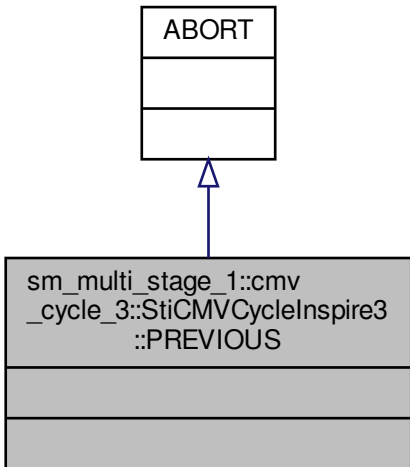 ABORT
sm_multi_stage_1::cmv
_cycle_3::StiCMVCycleInspire3
::PREVIOUS